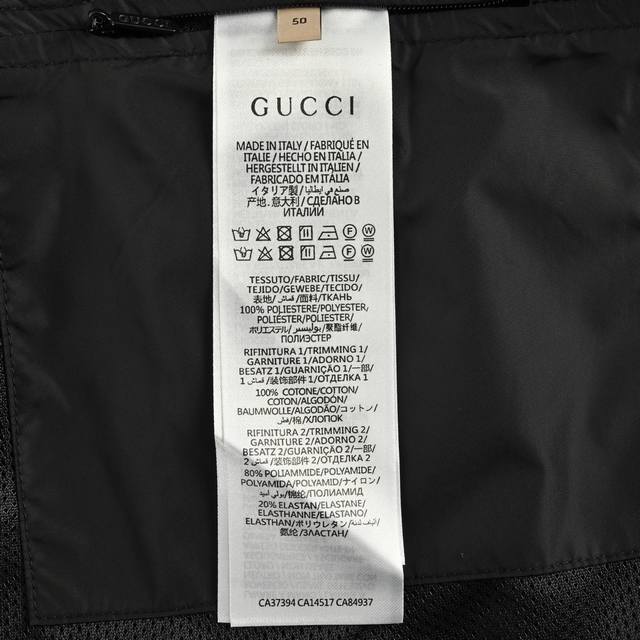 GUCCI
50
GUCCI
MADE IN ITALY / FABRIQUÉ EN
ITALIE / HECHO EN ITALIA /
HERGESTELLT IN ITALIEN /
FABRICADO EM ITÁLIA /
イタリア製 / صنع في ايطاليا /
产地.意大利 / СДЕЛАНО В
ИТАЛИИ
TESSUTO/FABRIC/TISSU/
TEJIDO/GEWEBE/TECIDO/
表地/ قماش /面料/ТКАНЬ
100% POLIESTERE/POLYESTER,
POLIÉSTER/POLYESTER/
ポリエステル/بوليستر/聚酯纤维/
ПОЛИЭСТЕР
RIFINITURA 1/TRIMMING 1/
GARNITURE 1/ADORNO 1/
BESATZ 1/GUARNIÇÃO 1/一部/
1 قماش/装饰部件 1/ОТДЕЛКА 1
100% COTONE/COTTON/
COTON/ALGODÓN/
BAUMWOLLE/ALGODÃO/コットン/
/棉/ХЛОПОК
RIFINITURA 2/TRIMMING 2/
GARNITURE 2/ADORNO 2/
BESATZ 2/GUARNIÇÃO 2/一部/
2 قماش/装饰部件 2/ОТДЕЛКА 2
80% POLIAMMIDE/POLYAMIDE/
POLYAMIDA/POLYAMID/ナイロン/
/锦纶/ПОЛИАМИД
20% ELASTAN/ELASTANE/
ELASTHANNE/ELASTANO/
ELASTHAN/ポリウレタン/
氨纶/ЭЛАСТАН/
CA37394 CA14517 CA84937